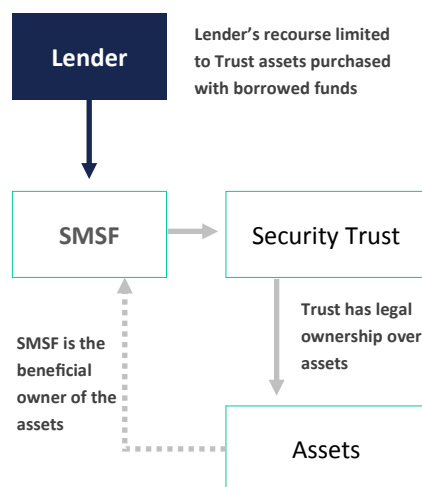 Lender
Lender’s recourse limited
to Trust assets purchased
with borrowed funds
SMSF
Security Trust
Trust has legal
ownership over
assets
SMSF is the
beneficial
owner of the
assets
Assets